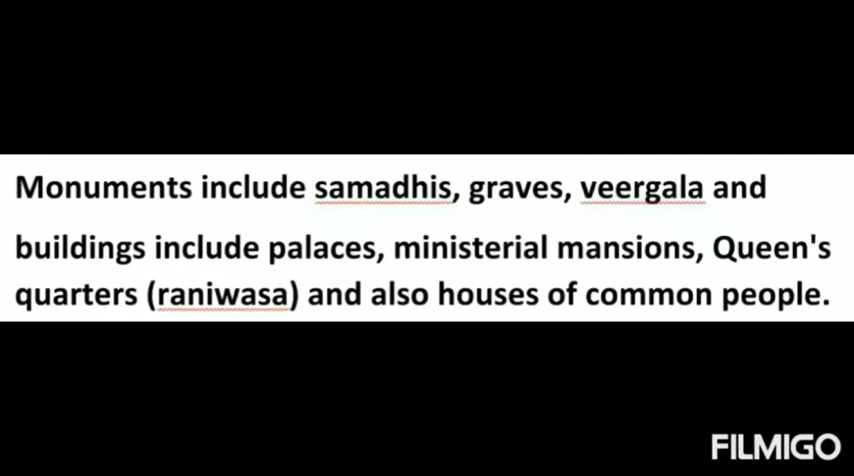 Monuments include samadhis, graves, veergala and
buildings include palaces, ministerial mansions, Queen's
quarters (raniwasa) and also houses of common people.
FILMIGO